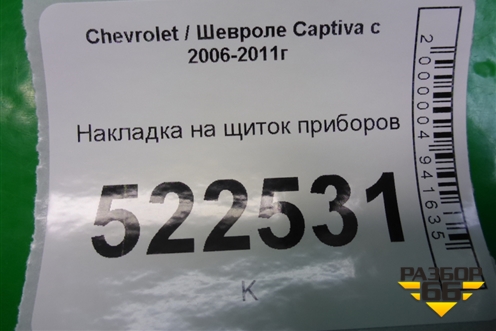 Chevrolet / Шевроле Captiva с
2006-2011г
Накладка на щиток приборов
522531
К
2000004941635
РАЗБОР
66